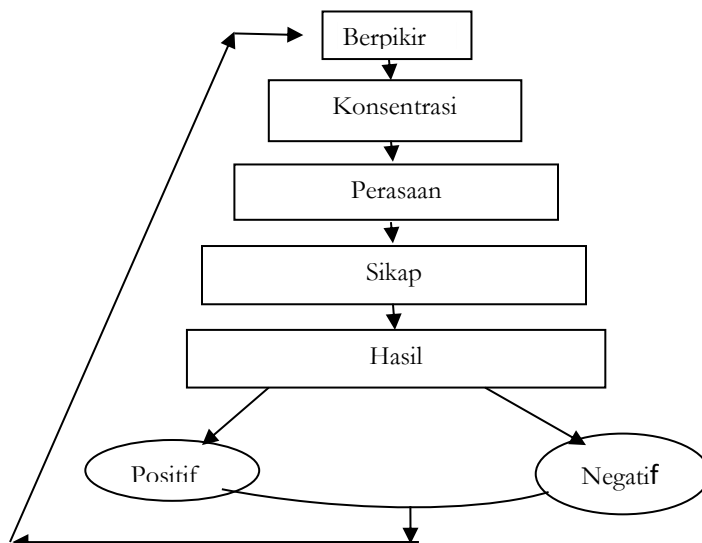 Berpikir
Konsentrasi
Perasaan
Sikap
Hasil
Positif
Negatif